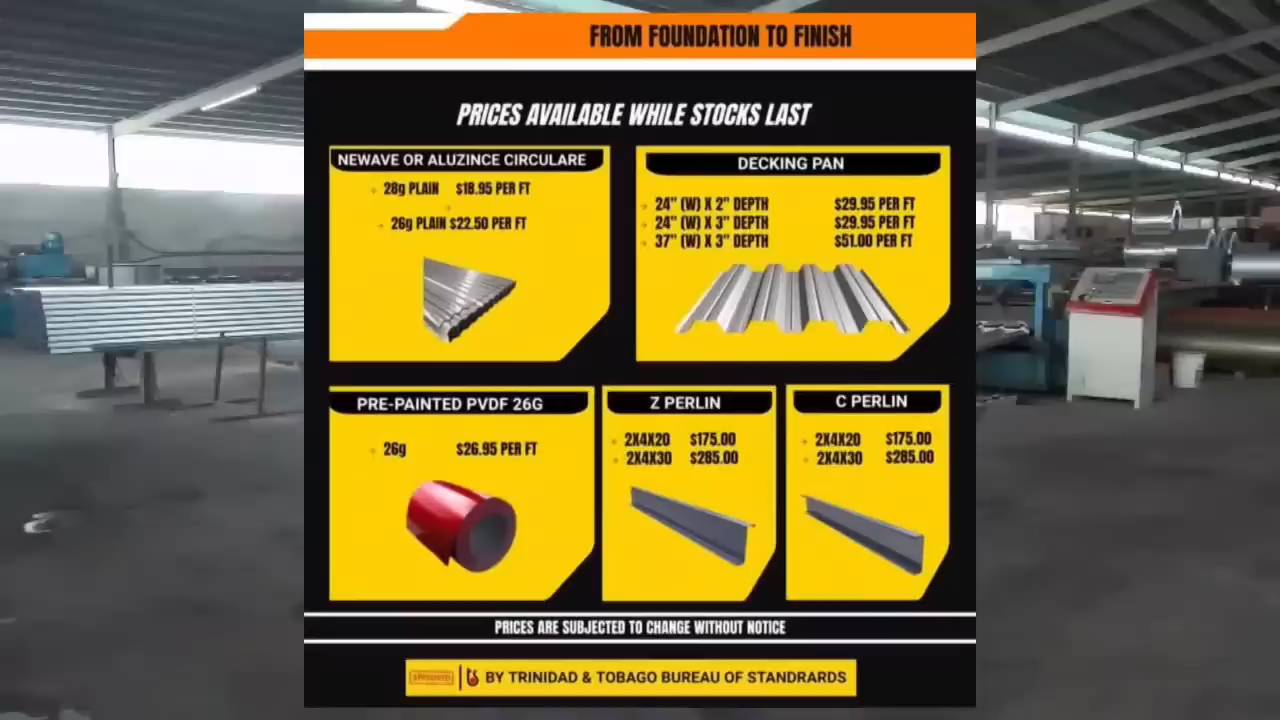 FROM FOUNDATION TO FINISH
PRICES AVAILABLE WHILE STOCKS LAST
NEWAVE OR ALUZINCE CIRCULARE
28g PLAIN $18.95 PER FT
26g PLAIN $22.50 PER FT
DECKING PAN
24" (W) X 2" DEPTH $29.95 PER FT
24" (W) X 3" DEPTH $29.95 PER FT
37" (W) X 3" DEPTH $51.00 PER FT
PRE-PAINTED PVDF 26G
26g $26.95 PER FT
Z PERLIN
2X4X20 $175.00
2X4X30 $285.00
C PERLIN
2X4X20 $175.00
2X4X30 $285.00
PRICES ARE SUBJECTED TO CHANGE WITHOUT NOTICE
BY TRINIDAD & TOBAGO BUREAU OF STANDRARDS